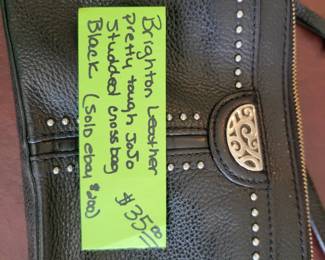 Brighton Leather
Pretty tough JoJo
Studded crossbag
Black (sold ebay $200)
$35.00